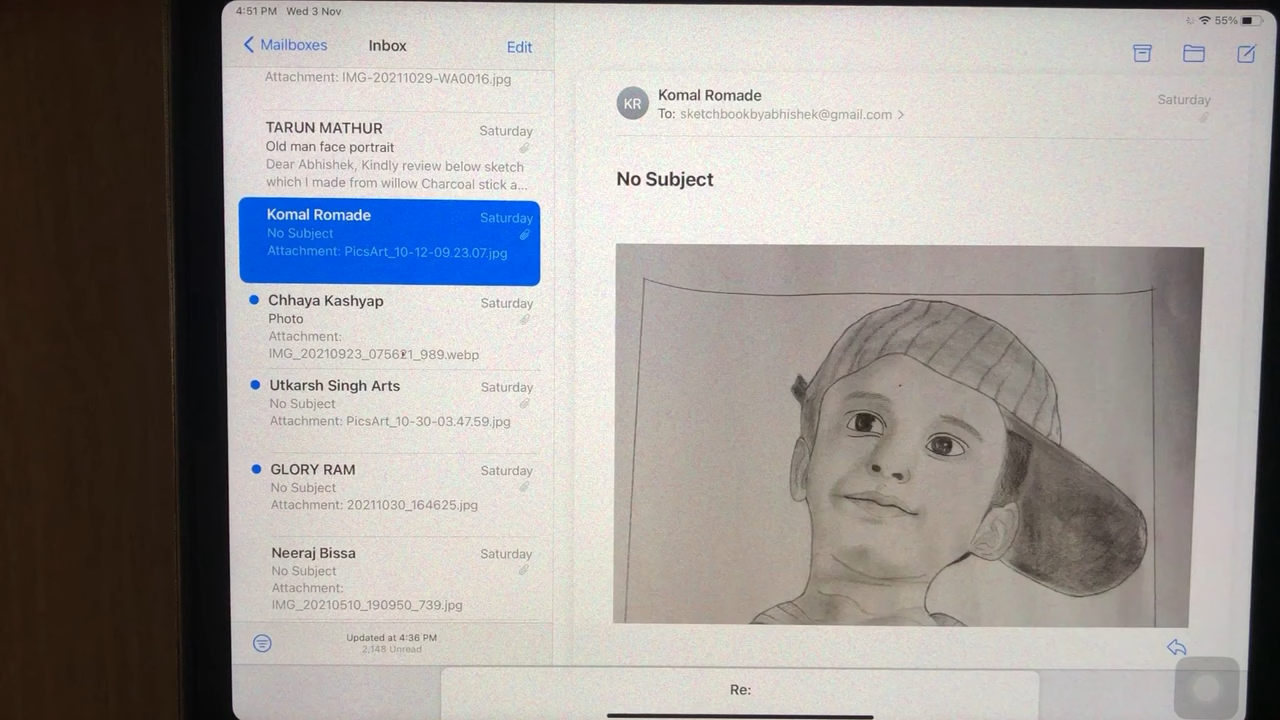 4:51 PM Wed 3 Nov
55%
Mailboxes
Inbox
Edit
Attachment: IMG-20211029-WA0016.jpg
TARUN MATHUR
Saturday
Old man face portrait
Dear Abhishek, Kindly review below sketch
which I made from willow Charcoal stick a...
Komal Romade
Saturday
No Subject
Attachment: PicsArt_10-12-09.23.07.jpg
Chhaya Kashyap
Saturday
Photo
Attachment:
IMG_20210923_075621_989.webp
Utkarsh Singh Arts
Saturday
No Subject
Attachment: PicsArt_10-30-03.47.59.jpg
GLORY RAM
Saturday
No Subject
Attachment: 20211030_164625.jpg
Neeraj Bissa
Saturday
No Subject
Attachment:
IMG_20210510_190950_739.jpg
Updated at 4:36 PM
2,148 Unread
KR
Komal Romade
Saturday
To: sketchbookbyabhishek@gmail.com
No Subject
Re: